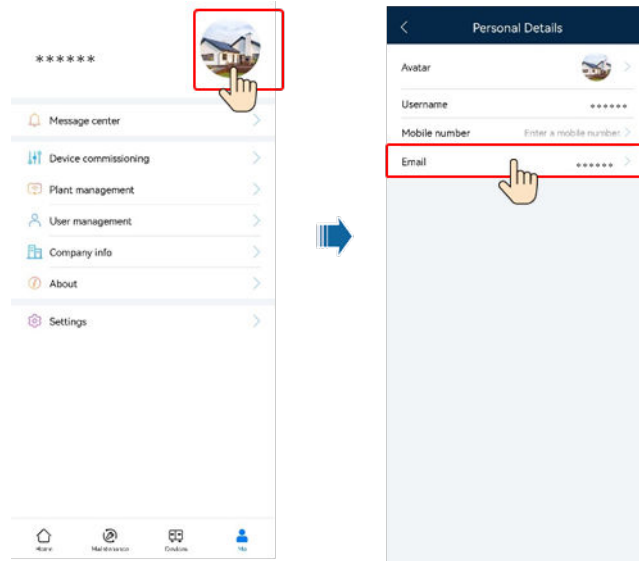 ******
Message center
Device commissioning
Plant management
User management
Company info
About
Settings
Home
Maintenance
Devices
Me
Personal Details
Avatar
Username ******
Mobile number Enter a mobile number
Email ******